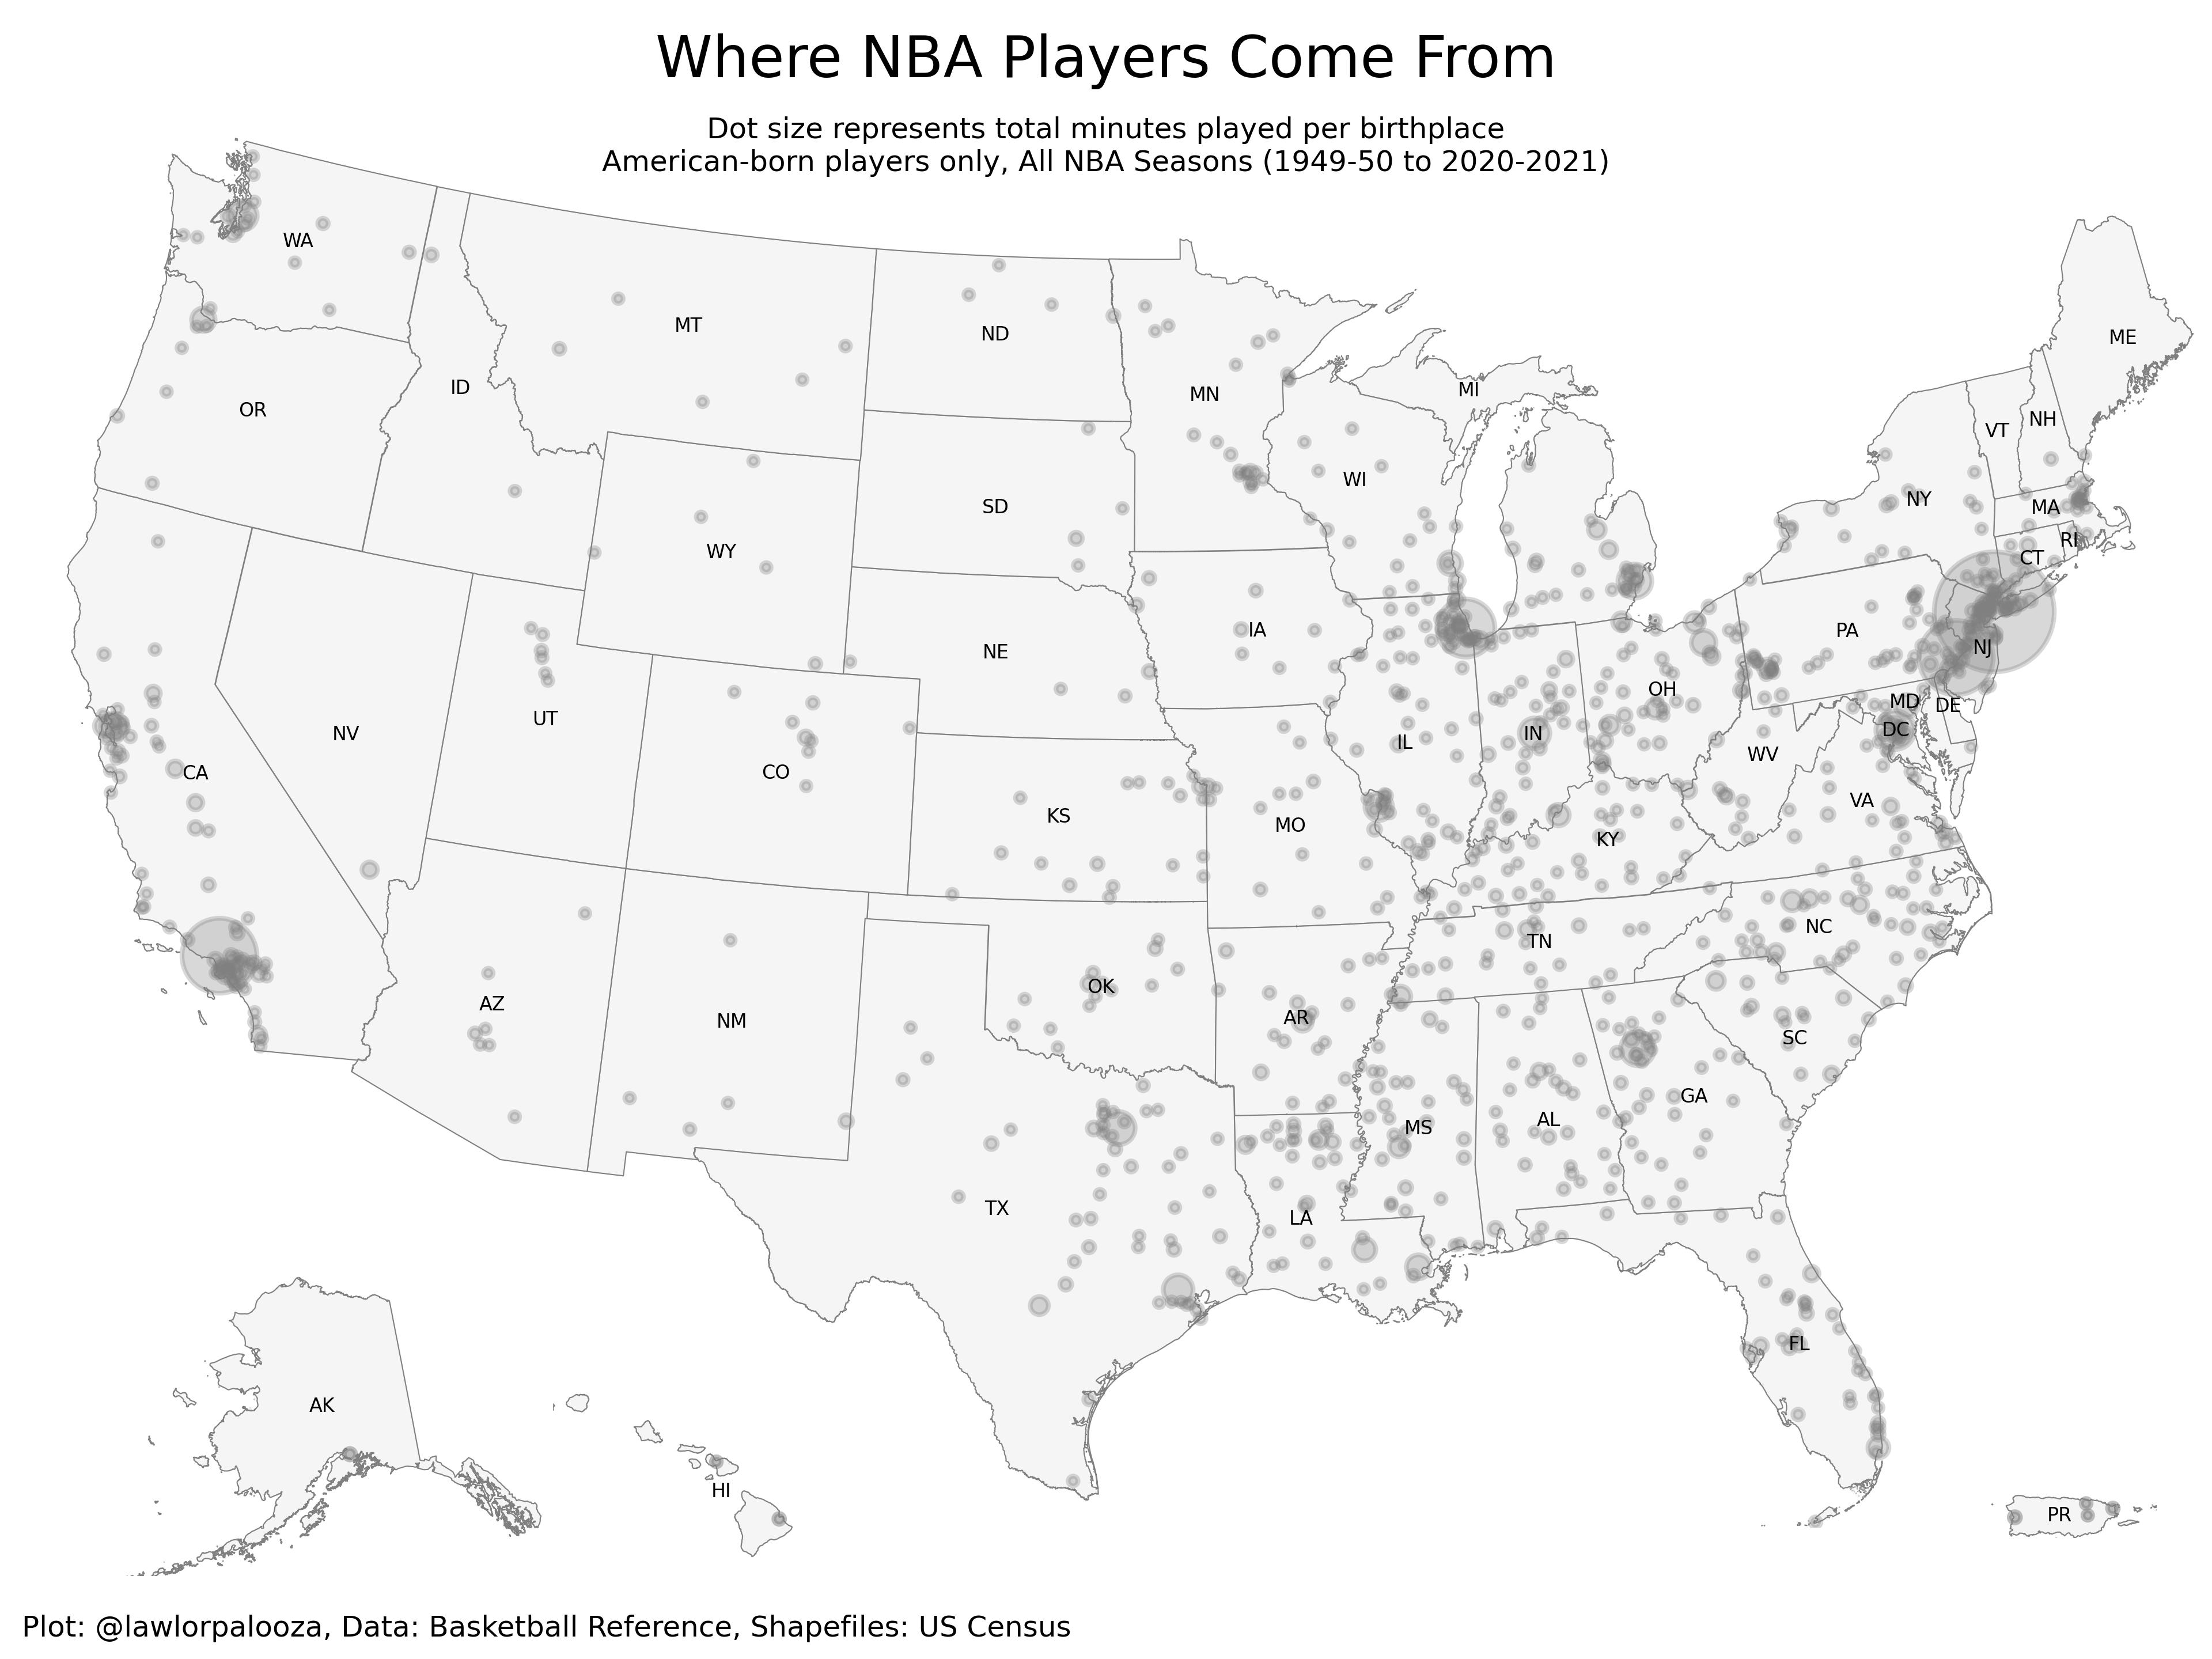 Where NBA Players Come From
Dot size represents total minutes played per birthplace
American-born players only, All NBA Seasons (1949-50 to 2020-2021)
WA
MT
ND
ME
ID
OR
MN
MI
VT
NH
WI
NY
MA
SD
RI
WY
CT
IA
PA
NE
NJ
OH
MD
DE
UT
NV
IL
IN
DC
WV
CA
CO
VA
KS
MO
KY
NC
TN
OK
AZ
NM
AR
SC
GA
AL
MS
TX
LA
FL
AK
HI
PR
Plot: @lawlorpalooza, Data: Basketball Reference, Shapefiles: US Census